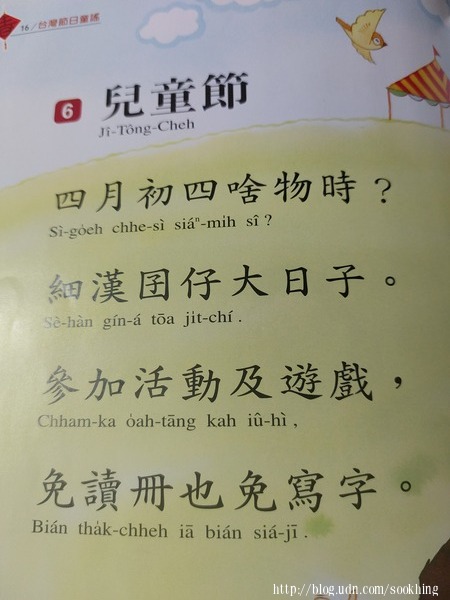 16／台灣節日童謠
6 兒童節
Jî-Tông-Cheh
四月初四啥物時？
Sì-go̍eh chhe-sì siáⁿ-mih sî ?
細漢囝仔大日子。
Sè-hàn gín-á tōa ji̍t-chí .
參加活動及遊戲，
Chham-ka o̍ah-tāng kah iû-hì ,
免讀冊也免寫字。
Bián tha̍k-chheh iā bián siá-jī .
http://blog.udn.com/sookhing